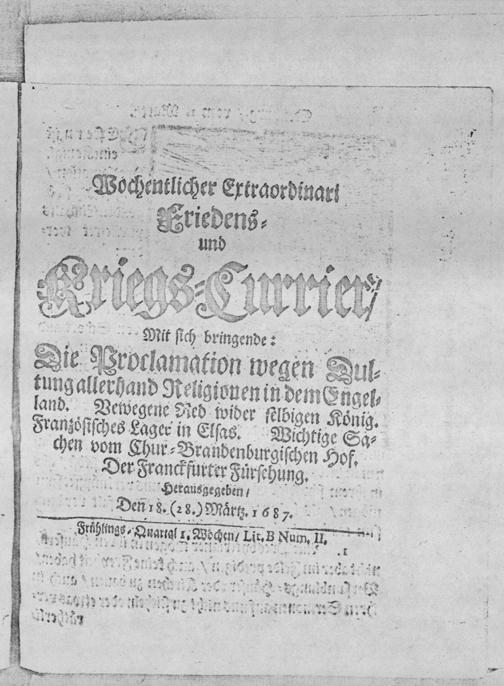 Wochentlicher Extraordinari
Friedens-
und
Kriegs-Currier/
Mit sich bringende:
Die Proclamation wegen Dul-
tung allerhand Religionen in dem Engel-
land. Vewegene Red wider selbigen König.
Französisches Lager in Elsas. Wichtige Sa-
chen vom Chur-Brandenburgischen Hof.
Der Franckfurter Fürsehung.
Herausgegeben/
Den 18. (28.) Märtz. 1687.
Frühlings-Quartal 1. Wochen/ Lit. B Num. II.